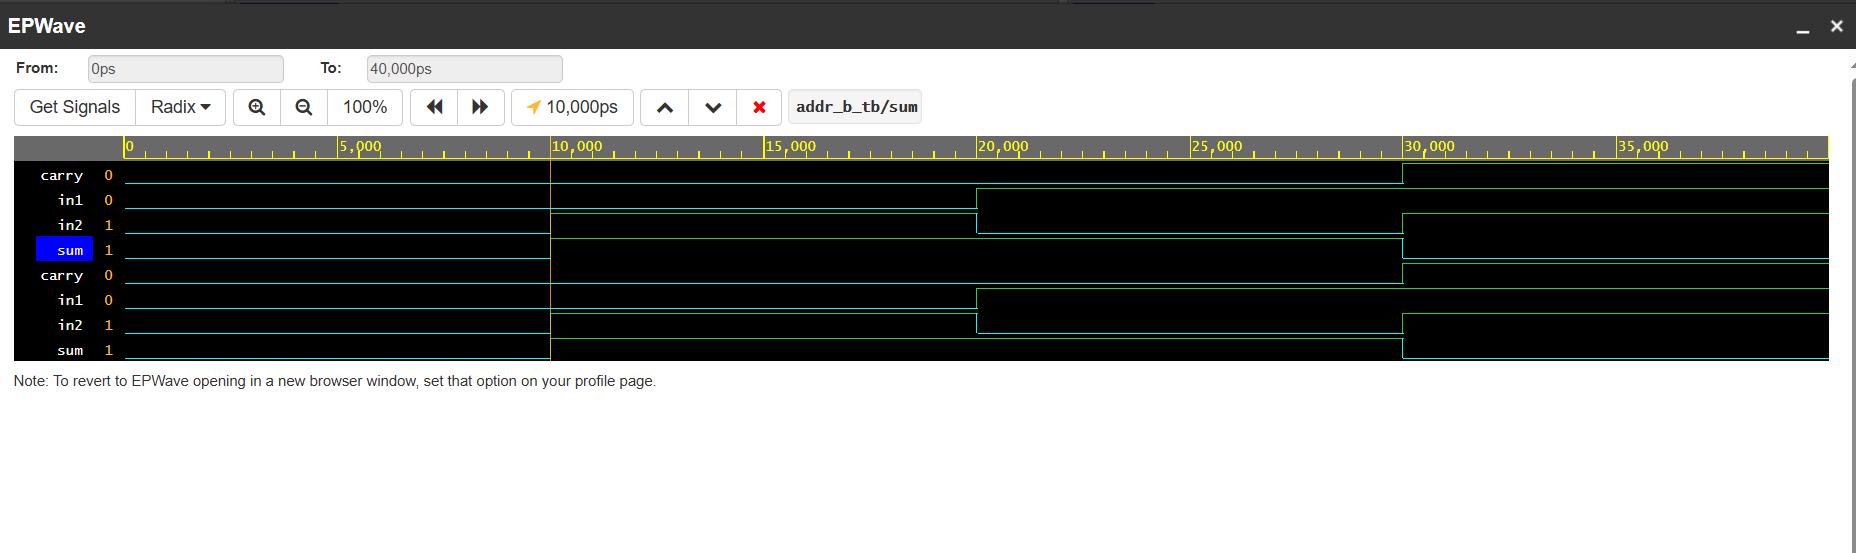 EPWave
From: 0ps To: 40,000ps
Get Signals Radix 100% 10,000ps addr_b_tb/sum
0 5,000 10,000 15,000 20,000 25,000 30,000 35,000
carry 0
in1 0
in2 1
sum 1
carry 0
in1 0
in2 1
sum 1
Note: To revert to EPWave opening in a new browser window, set that option on your profile page.